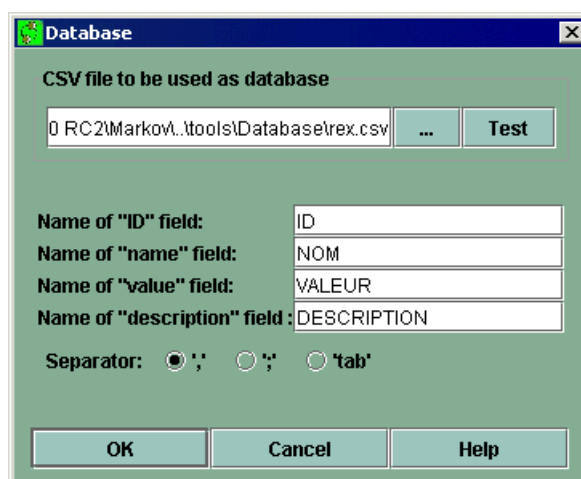 Database
CSV file to be used as database
0 RC2\Markov\..\tools\Database\rex.csv ... Test
Name of "ID" field: ID
Name of "name" field: NOM
Name of "value" field: VALEUR
Name of "description" field : DESCRIPTION
Separator: ',' ';' 'tab'
OK Cancel Help